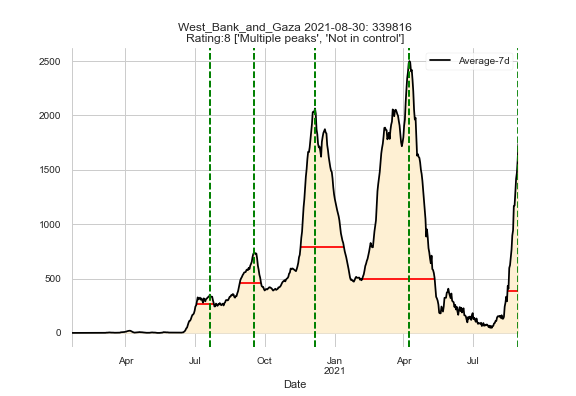 West_Bank_and_Gaza 2021-08-30: 339816
Rating:8 ['Multiple peaks', 'Not in control']
Average-7d
2500
2000
1500
1000
500
0
Apr
Jul
Oct
Jan
2021
Apr
Jul
Date